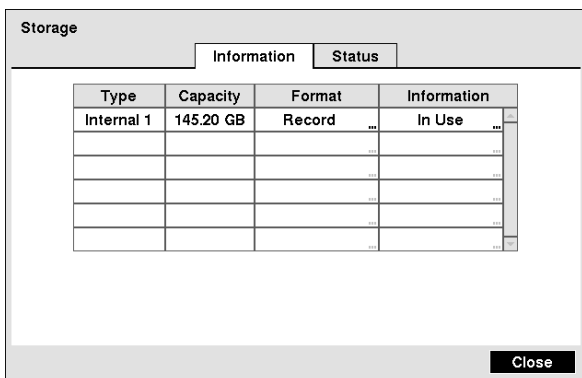 Storage
Information Status
Type Capacity Format Information
Internal 1 145.20 GB Record ... In Use ...
Close